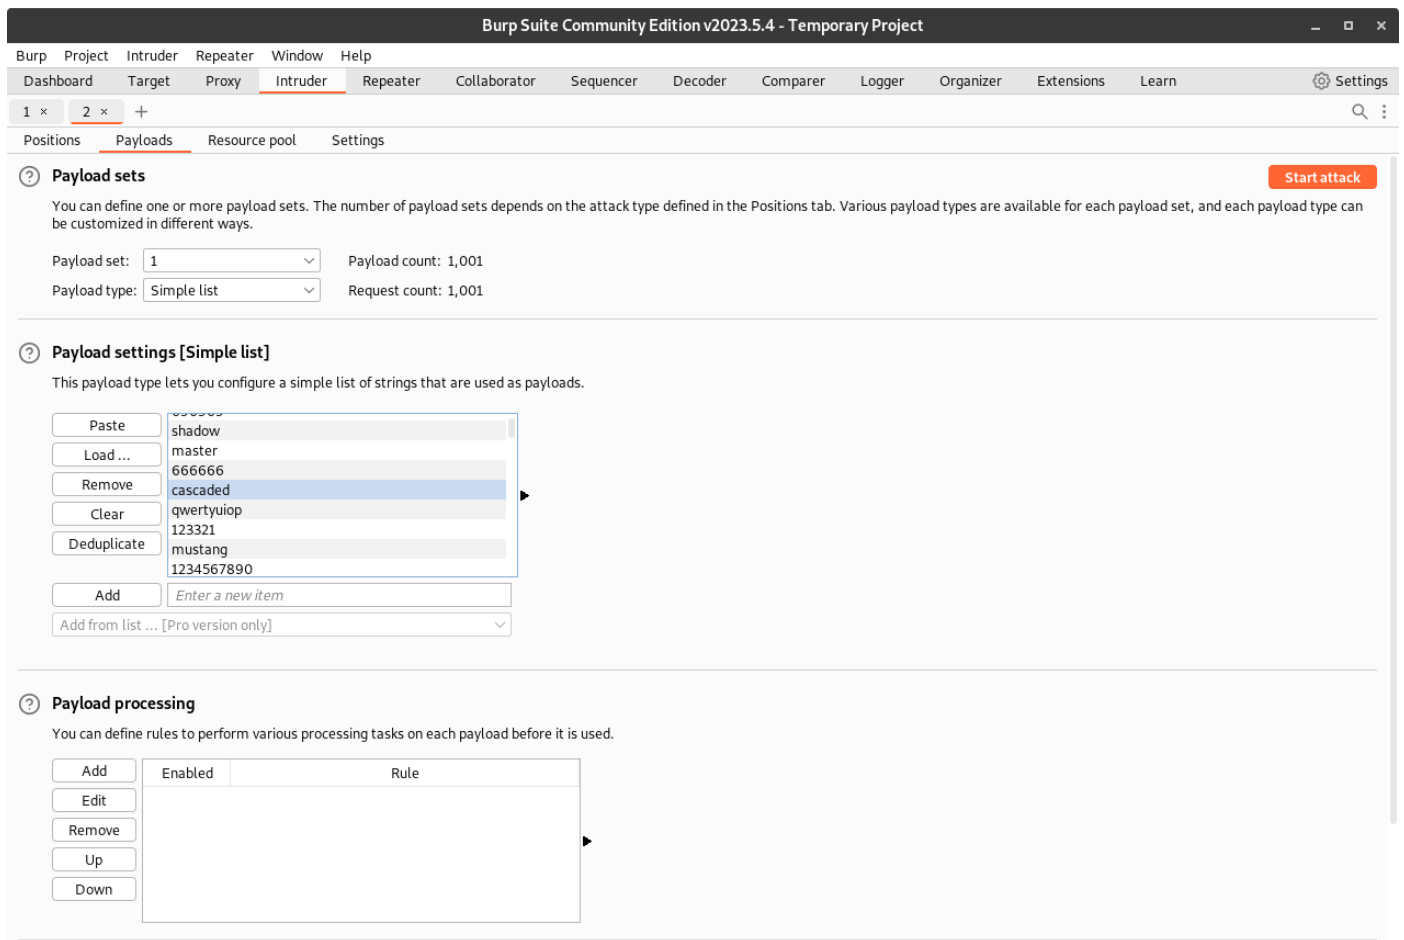 Burp Suite Community Edition v2023.5.4 - Temporary Project
Burp Project Intruder Repeater Window Help
Dashboard Target Proxy Intruder Repeater Collaborator Sequencer Decoder Comparer Logger Organizer Extensions Learn Settings
1 × 2 × +
Positions Payloads Resource pool Settings
? Payload sets
Start attack
You can define one or more payload sets. The number of payload sets depends on the attack type defined in the Positions tab. Various payload types are available for each payload set, and each payload type can
be customized in different ways.
Payload set: 1 Payload count: 1,001
Payload type: Simple list Request count: 1,001
? Payload settings [Simple list]
This payload type lets you configure a simple list of strings that are used as payloads.
Paste
Load ...
Remove
Clear
Deduplicate
shadow
master
666666
cascaded
qwertyuiop
123321
mustang
1234567890
Add Enter a new item
Add from list ... [Pro version only]
? Payload processing
You can define rules to perform various processing tasks on each payload before it is used.
Add
Edit
Remove
Up
Down
Enabled Rule